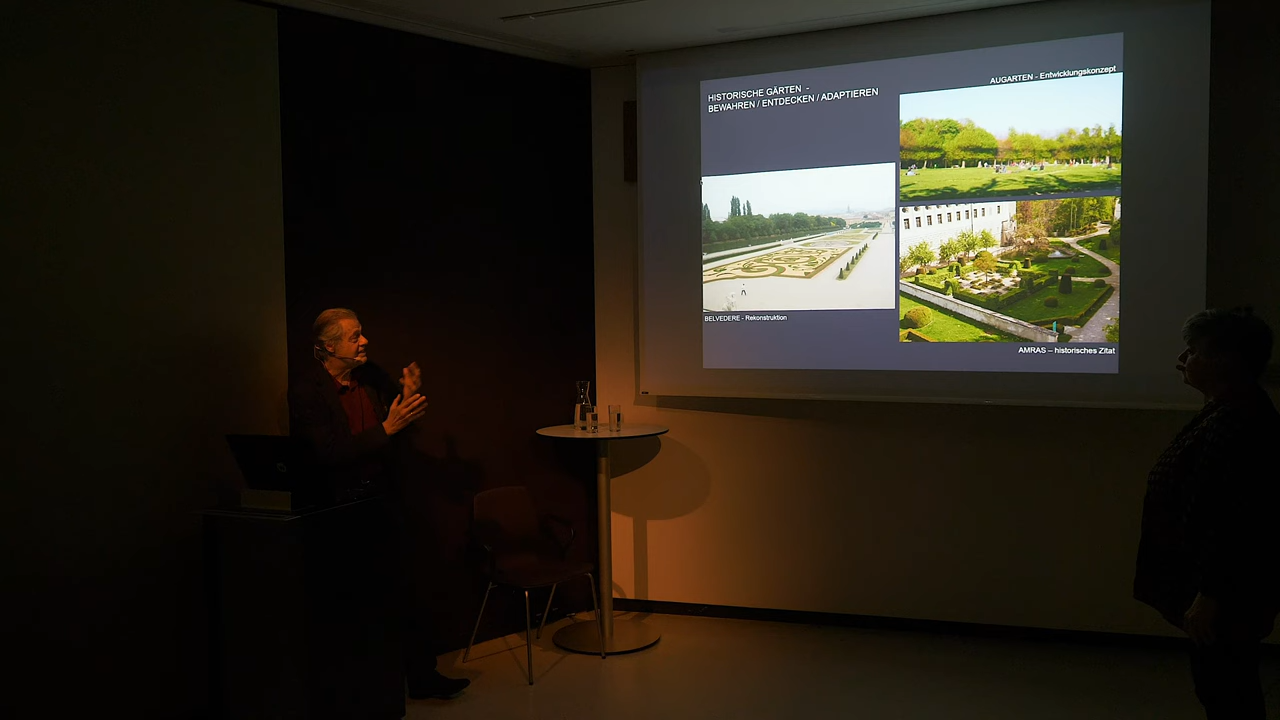 HISTORISCHE GÄRTEN -
BEWAHREN / ENTDECKEN / ADAPTIEREN
AUGARTEN - Entwicklungskonzept
BELVEDERE - Rekonstruktion
AMRAS – historisches Zitat